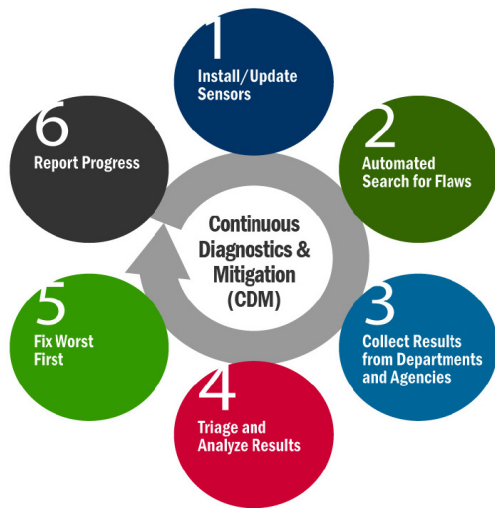 1
Install/Update
Sensors
2
Automated
Search for Flaws
3
Collect Results
from Departments
and Agencies
4
Triage and
Analyze Results
5
Fix Worst
First
6
Report Progress
Continuous
Diagnostics &
Mitigation
(CDM)